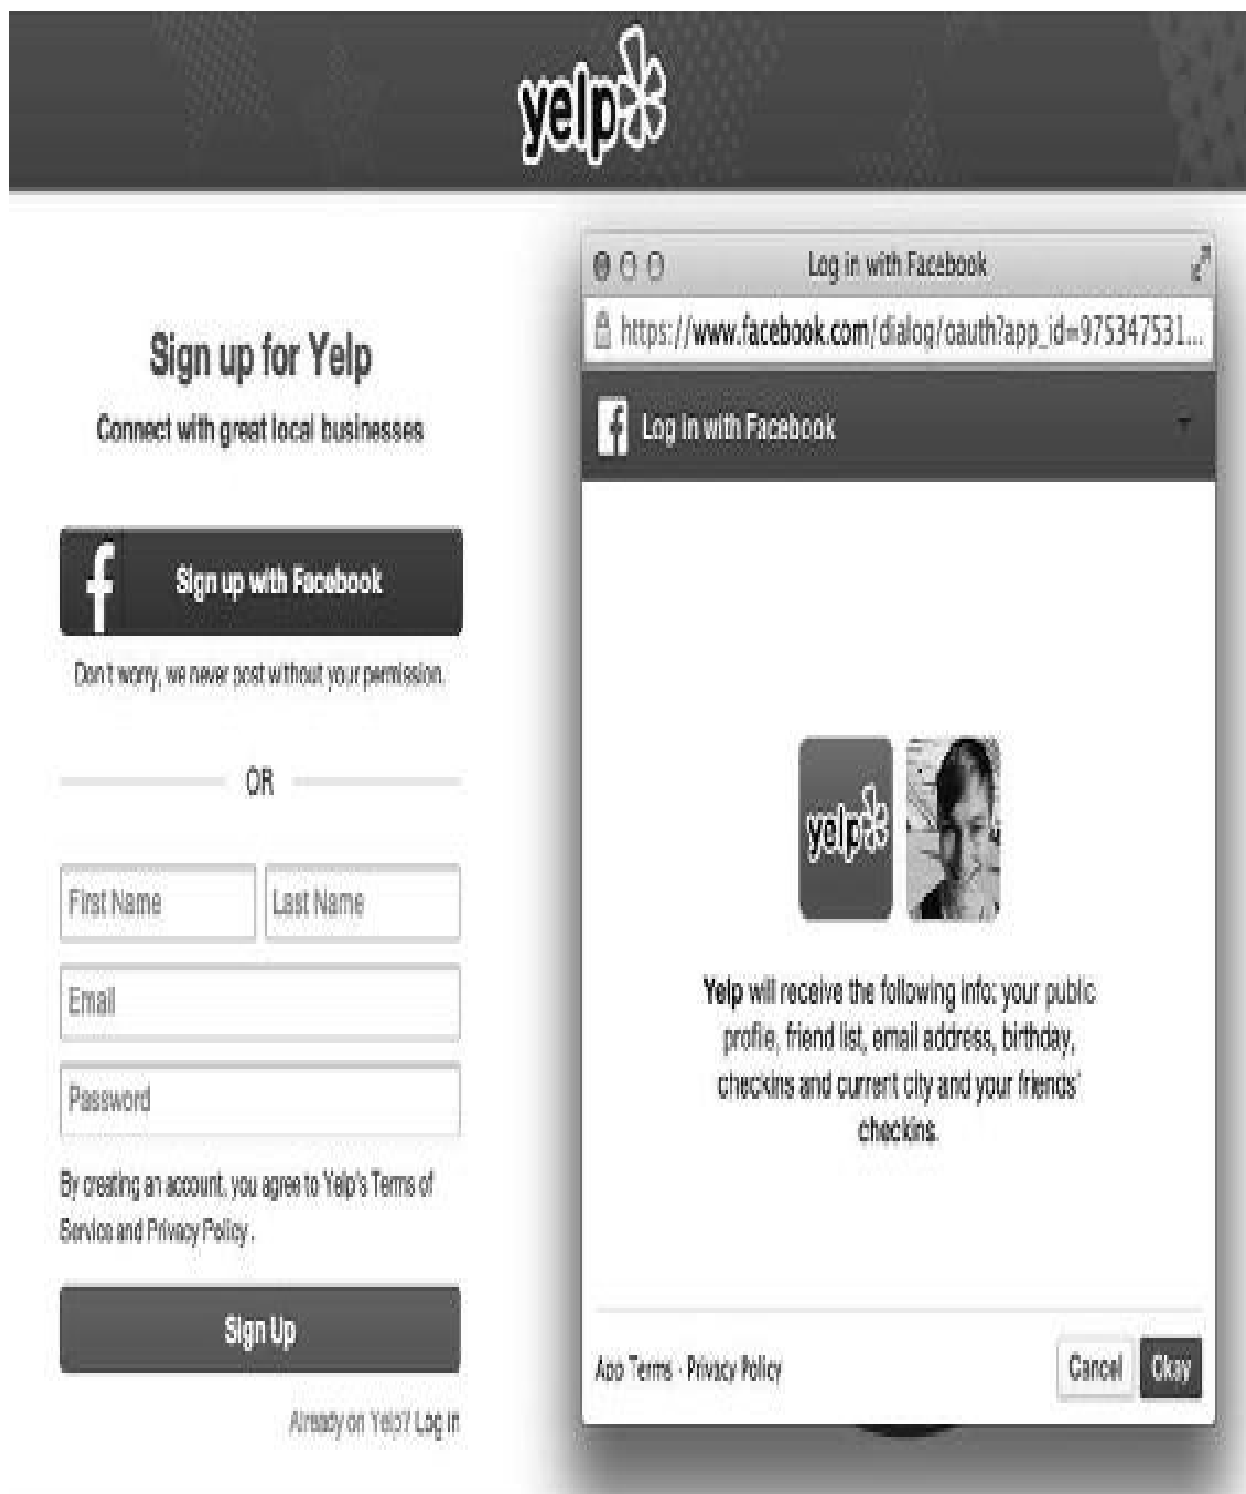 yelp
Sign up for Yelp
Connect with great local businesses
f Sign up with Facebook
Don't worry, we never post without your permission.
OR
First Name Last Name
Email
Password
By creating an account, you agree to Yelp's Terms of
Service and Privacy Policy .
Sign Up
Already on Yelp? Log in
Log in with Facebook
https://www.facebook.com/dialog/oauth?app_id=975347531...
f Log in with Facebook
yelp
Yelp will receive the following info: your public
profile, friend list, email address, birthday,
checkins and current city and your friends'
checkins.
App Terms · Privacy Policy
Cancel Okay